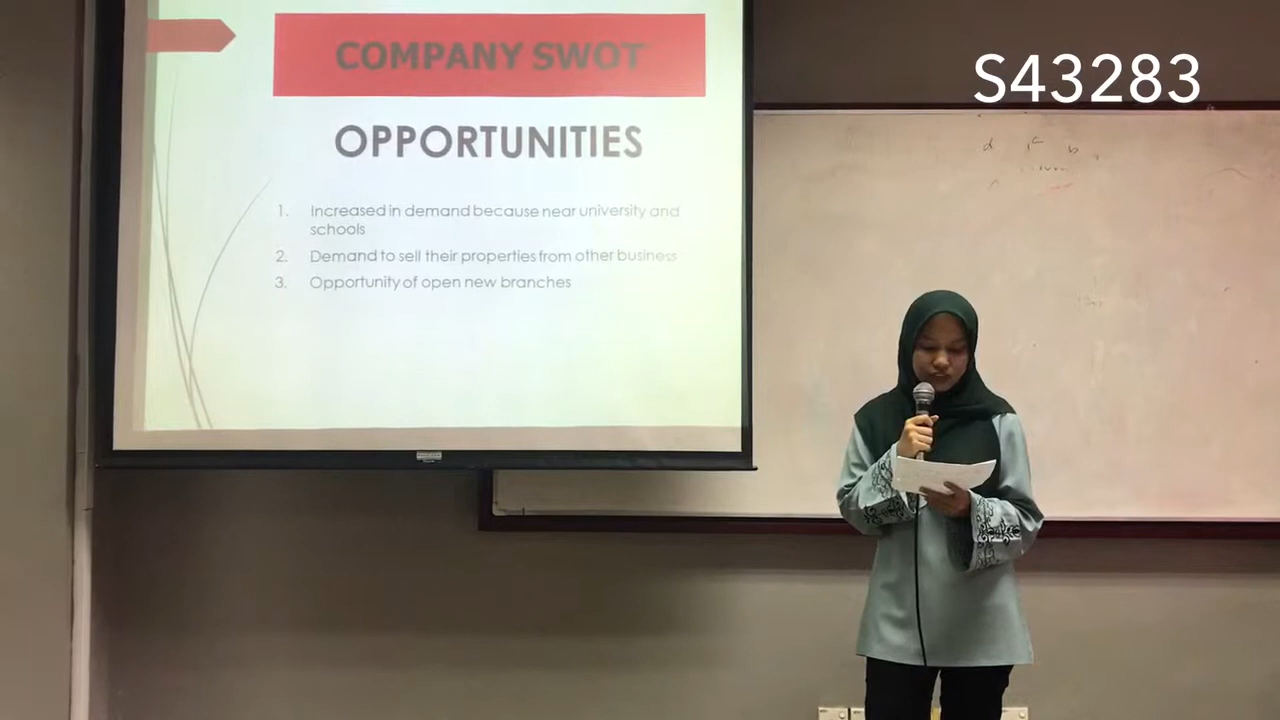 COMPANY SWOT
S43283
OPPORTUNITIES
1. Increased in demand because near university and
schools
2. Demand to sell their properties from other business
3. Opportunity of open new branches